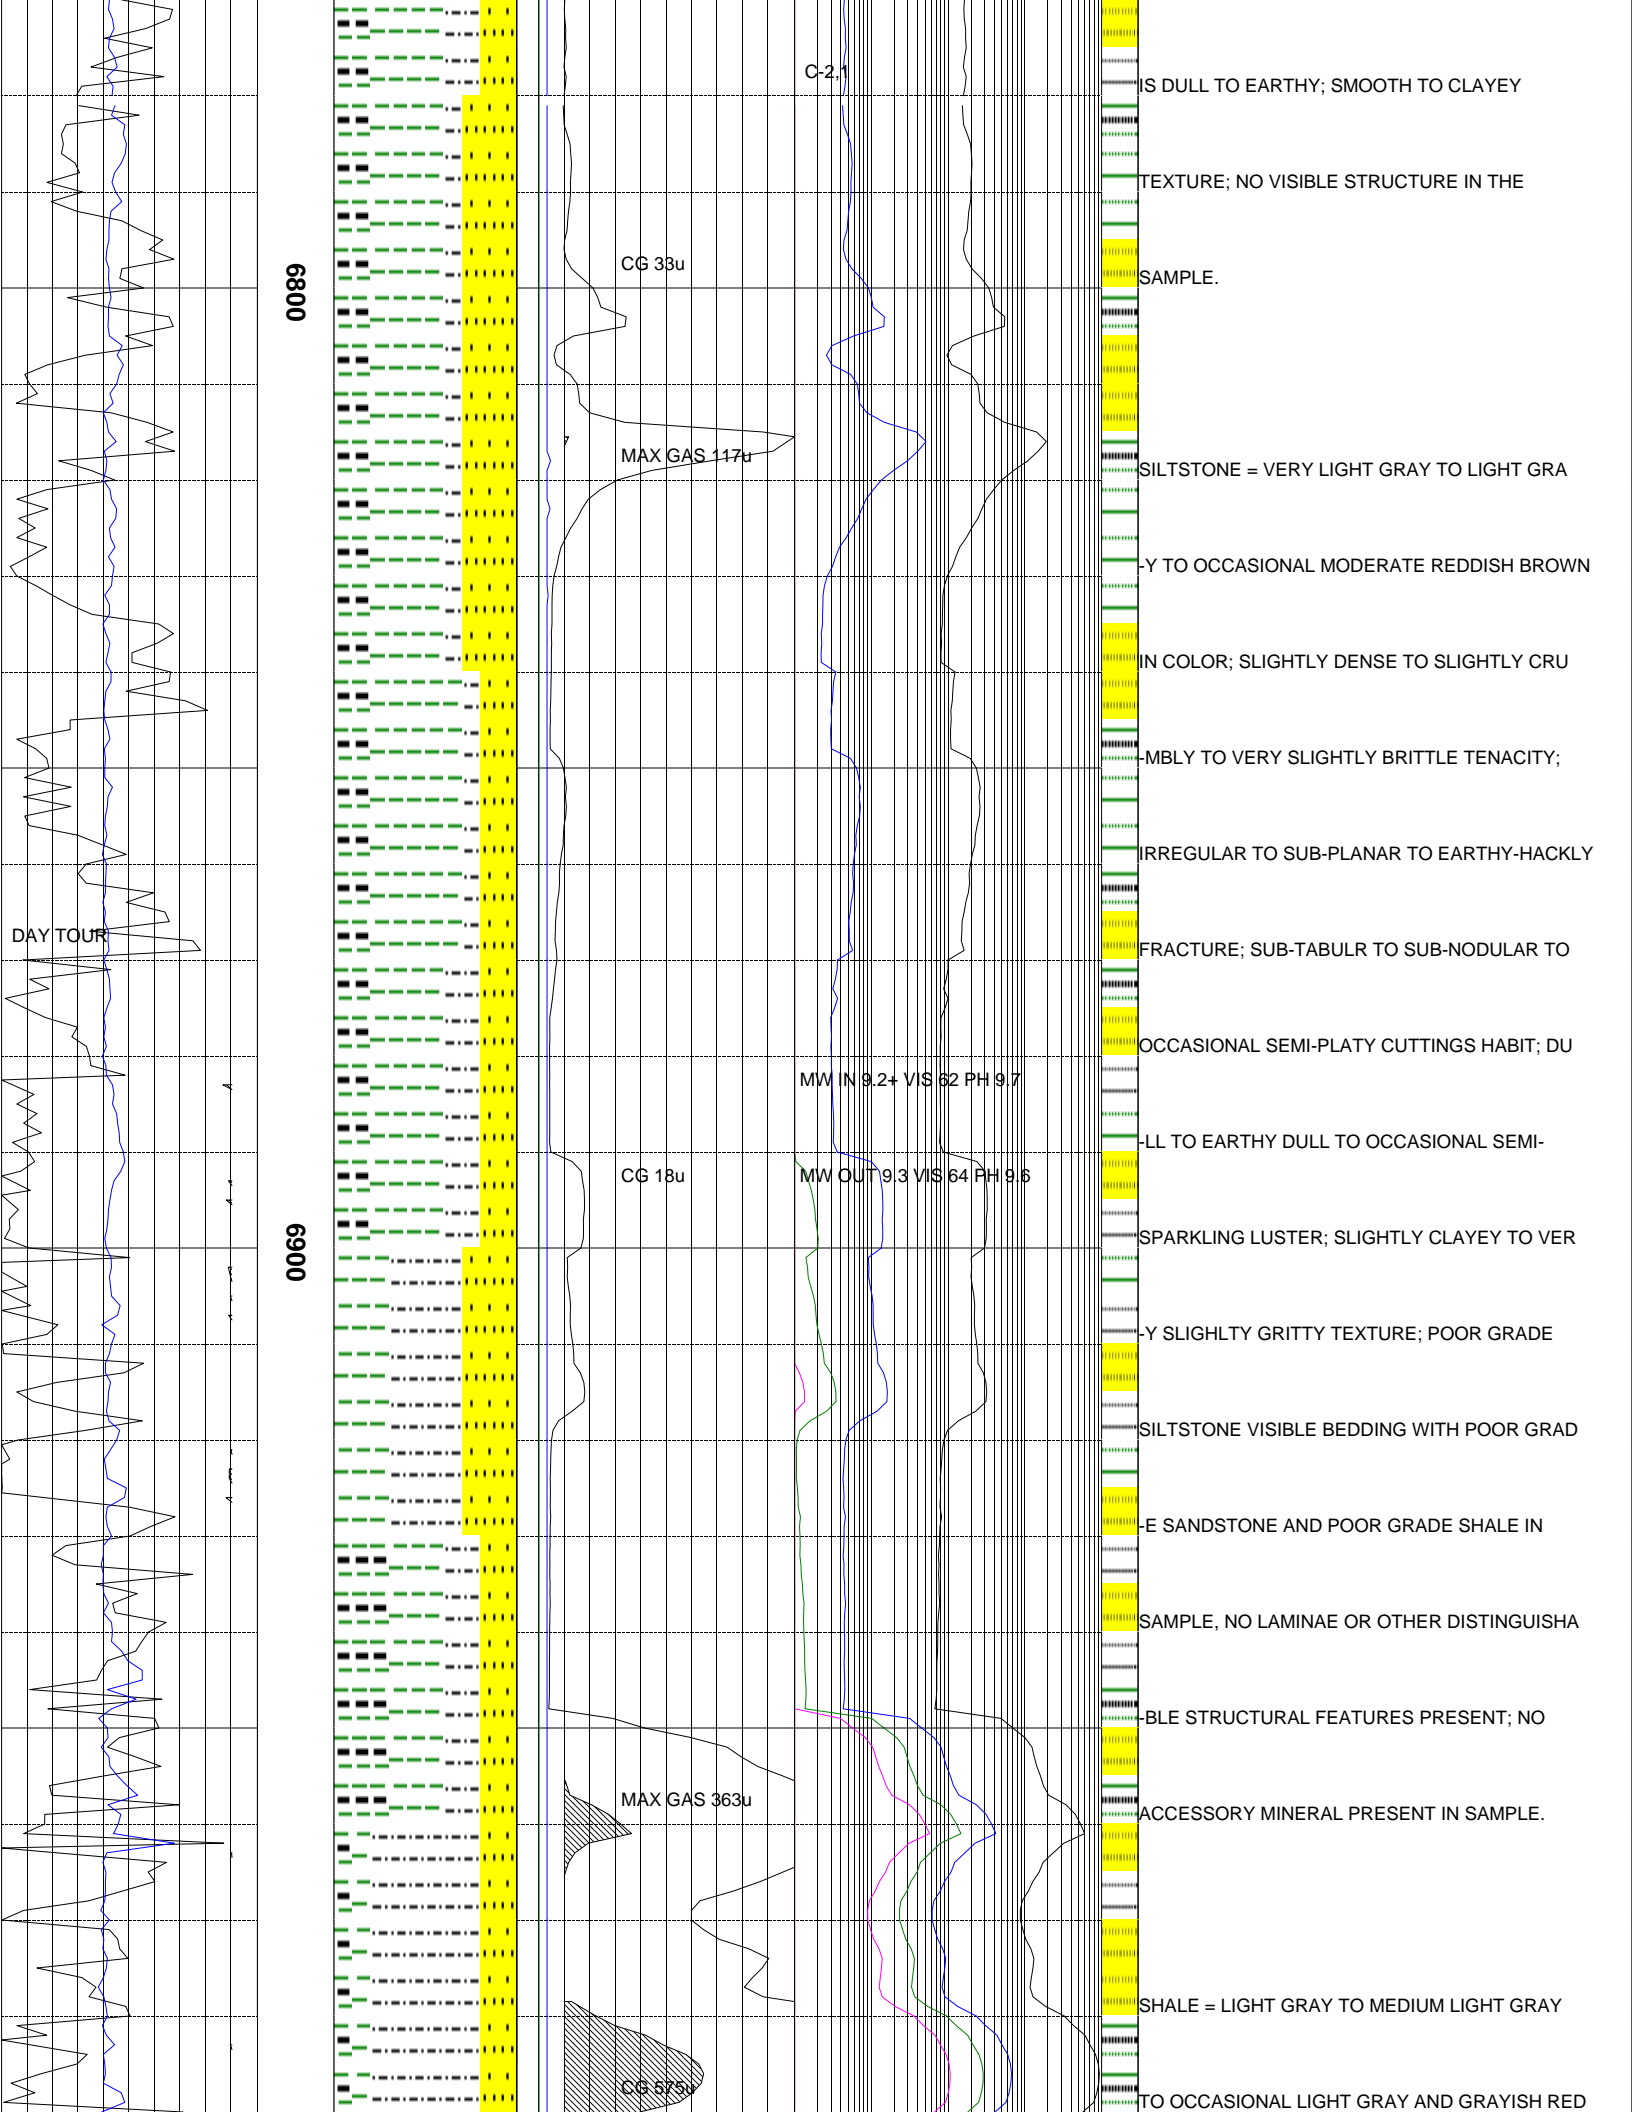 C-2,1
IS DULL TO EARTHY; SMOOTH TO CLAYEY
TEXTURE; NO VISIBLE STRUCTURE IN THE
CG 33u
SAMPLE.
6800
MAX GAS 117u
SILTSTONE = VERY LIGHT GRAY TO LIGHT GRA
-Y TO OCCASIONAL MODERATE REDDISH BROWN
IN COLOR; SLIGHTLY DENSE TO SLIGHTLY CRU
-MBLY TO VERY SLIGHTLY BRITTLE TENACITY;
IRREGULAR TO SUB-PLANAR TO EARTHY-HACKLY
DAY TOUR
FRACTURE; SUB-TABULR TO SUB-NODULAR TO
OCCASIONAL SEMI-PLATY CUTTINGS HABIT; DU
MW IN 9.2+ VIS 62 PH 9.7
-LL TO EARTHY DULL TO OCCASIONAL SEMI-
CG 18u
MW OUT 9.3 VIS 64 PH 9.6
SPARKLING LUSTER; SLIGHTLY CLAYEY TO VER
6900
-Y SLIGHLTY GRITTY TEXTURE; POOR GRADE
SILTSTONE VISIBLE BEDDING WITH POOR GRAD
-E SANDSTONE AND POOR GRADE SHALE IN
SAMPLE, NO LAMINAE OR OTHER DISTINGUISHA
-BLE STRUCTURAL FEATURES PRESENT; NO
MAX GAS 363u
ACCESSORY MINERAL PRESENT IN SAMPLE.
SHALE = LIGHT GRAY TO MEDIUM LIGHT GRAY
CG 575u
TO OCCASIONAL LIGHT GRAY AND GRAYISH RED